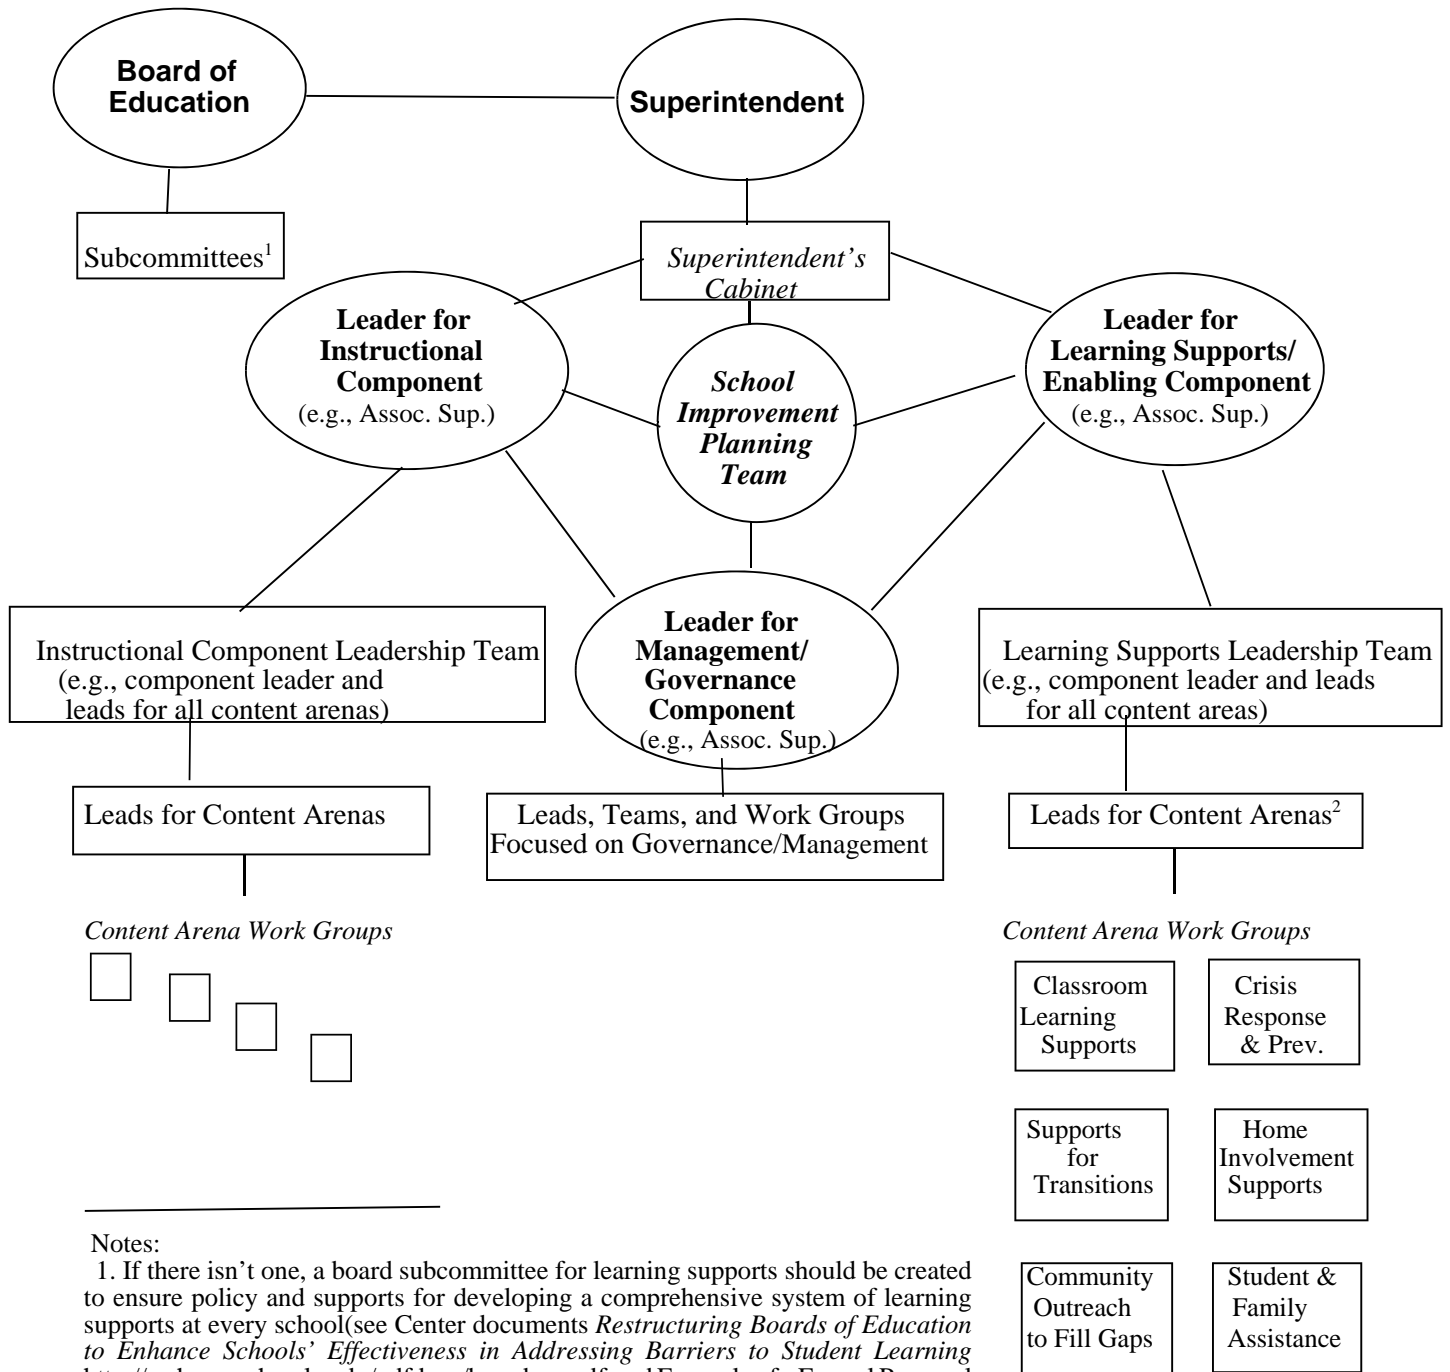 Board of
Education
Superintendent
Subcommittees1
Superintendent's
Cabinet
Leader for
Instructional
Component
(e.g., Assoc. Sup.)
School
Improvement
Planning
Team
Leader for
Learning Supports/
Enabling Component
(e.g., Assoc. Sup.)
Instructional Component Leadership Team
(e.g., component leader and
leads for all content arenas)
Leader for
Management/
Governance
Component
(e.g., Assoc. Sup.)
Learning Supports Leadership Team
(e.g., component leader and leads
for all content areas)
Leads for Content Arenas
Leads, Teams, and Work Groups
Focused on Governance/Management
Leads for Content Arenas2
Content Arena Work Groups
Content Arena Work Groups
Classroom
Learning
Supports
Crisis
Response
& Prev.
Supports
for
Transitions
Home
Involvement
Supports
Community
Outreach
to Fill Gaps
Student &
Family
Assistance
Notes:
1. If there isn't one, a board subcommittee for learning supports should be created
to ensure policy and supports for developing a comprehensive system of learning
supports at every school(see Center documents Restructuring Boards of Education
to Enhance Schools' Effectiveness in Addressing Barriers to Student Learning